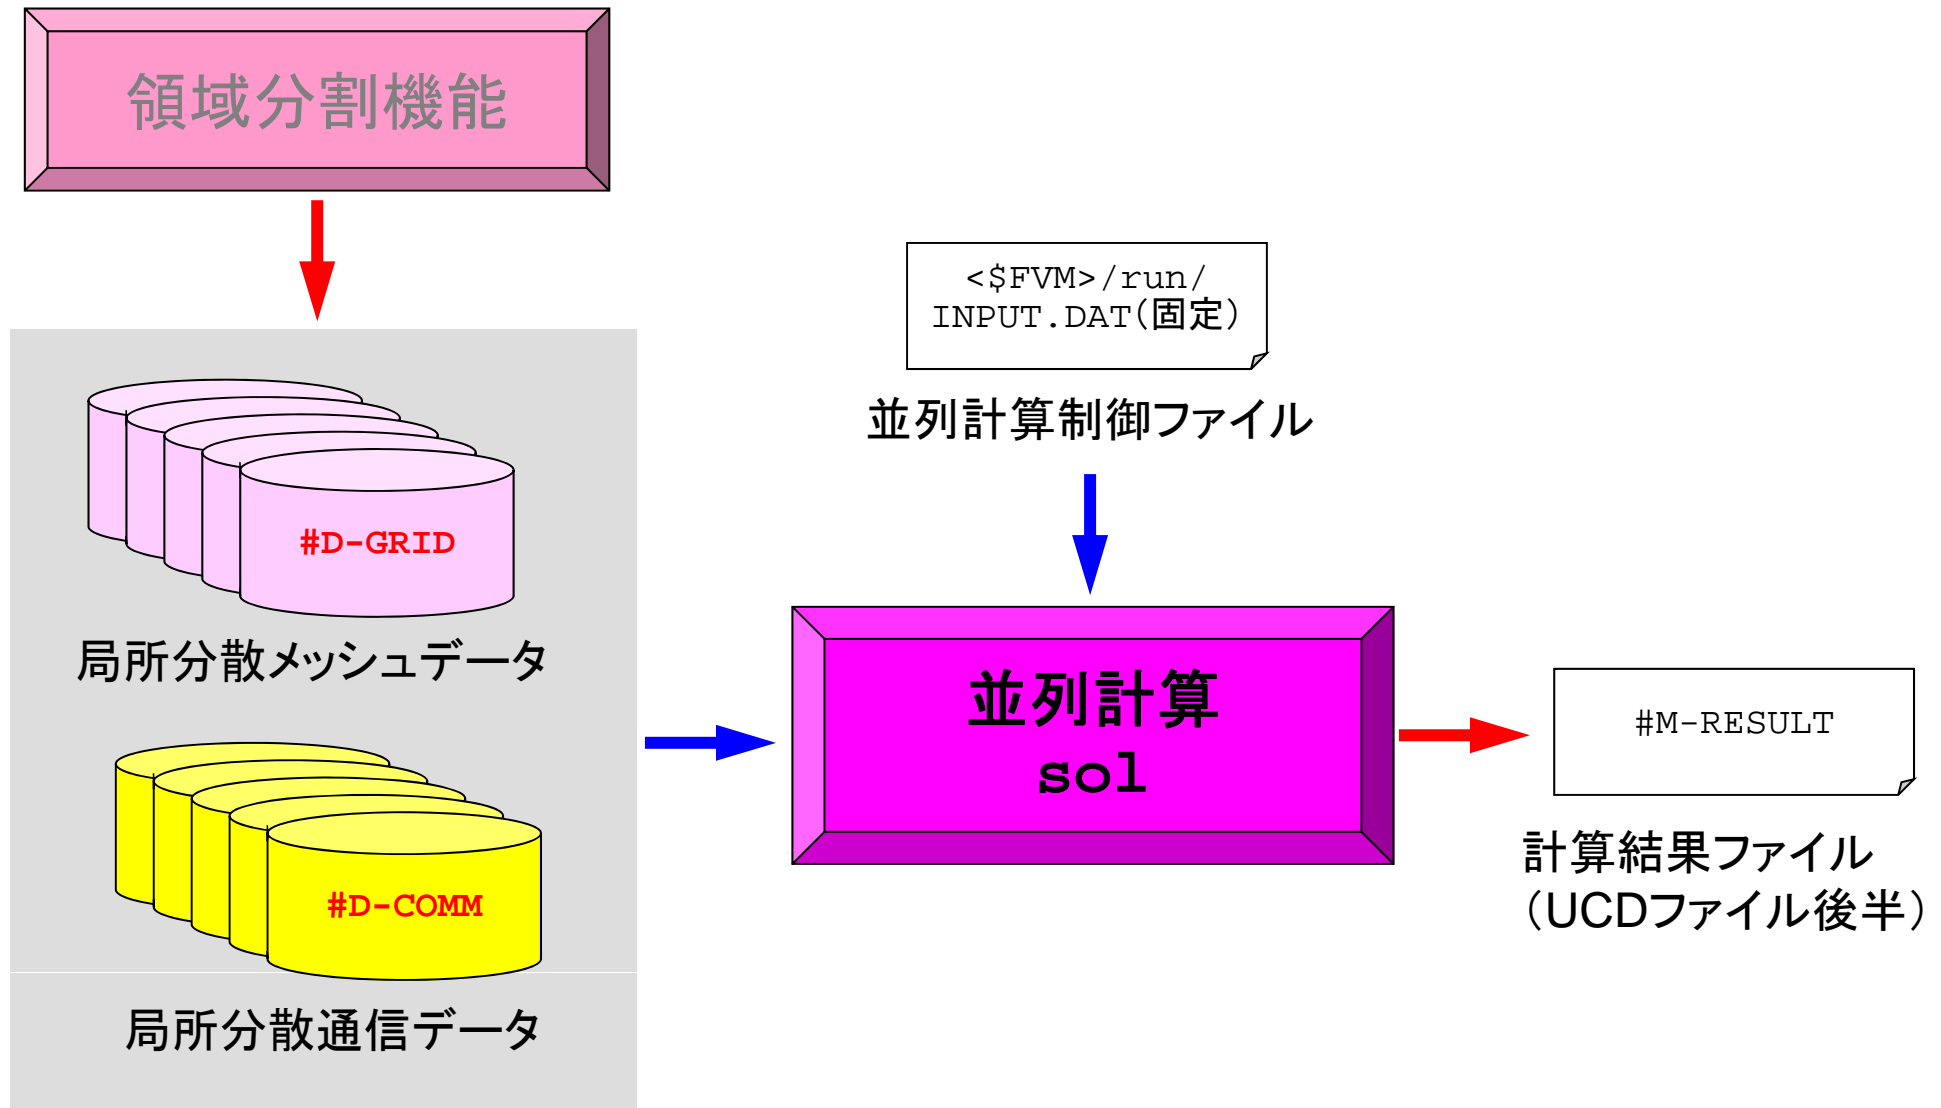 領域分割機能
<$FVM>/run/
INPUT.DAT(固定)
並列計算制御ファイル
#D-GRID
局所分散メッシュデータ
並列計算
sol
#M-RESULT
計算結果ファイル
(UCDファイル後半)
#D-COMM
局所分散通信データ